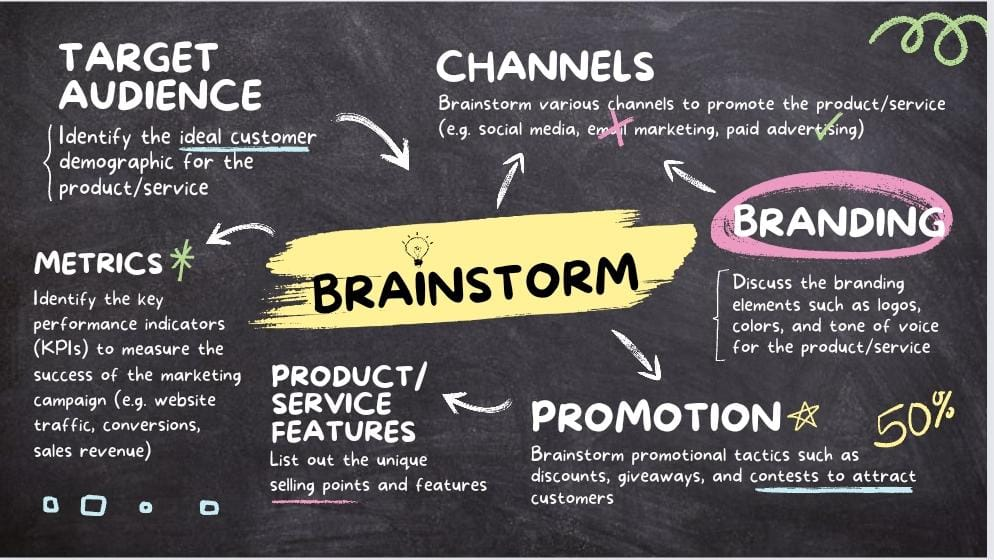 TARGET
AUDIENCE
Identify the ideal customer
demographic for the
product/service
CHANNELS
Brainstorm various channels to promote the product/service
(e.g. social media, email marketing, paid advertising)
BRANDING
Discuss the branding
elements such as logos,
colors, and tone of voice
for the product/service
BRAINSTORM
METRICS
Identify the key
performance indicators
(KPIs) to measure the
success of the marketing
campaign (e.g. website
traffic, conversions,
sales revenue)
PRODUCT/
SERVICE
FEATURES
List out the unique
selling points and features
PROMOTION
50%
Brainstorm promotional tactics such as
discounts, giveaways, and contests to attract
customers